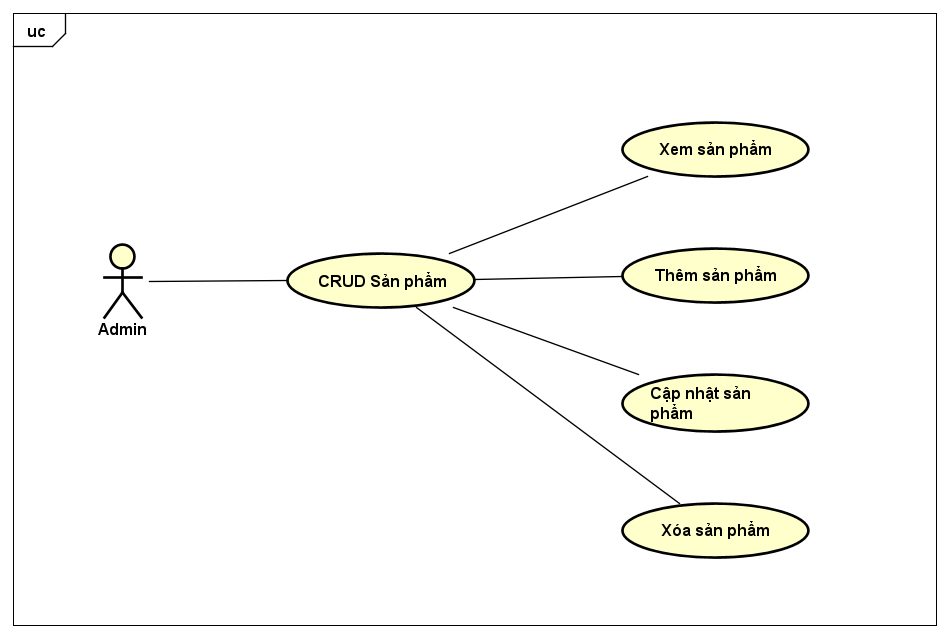 uc
Xem sản phẩm
Thêm sản phẩm
CRUD Sản phẩm
Admin
Cập nhật sản
phẩm
Xóa sản phẩm